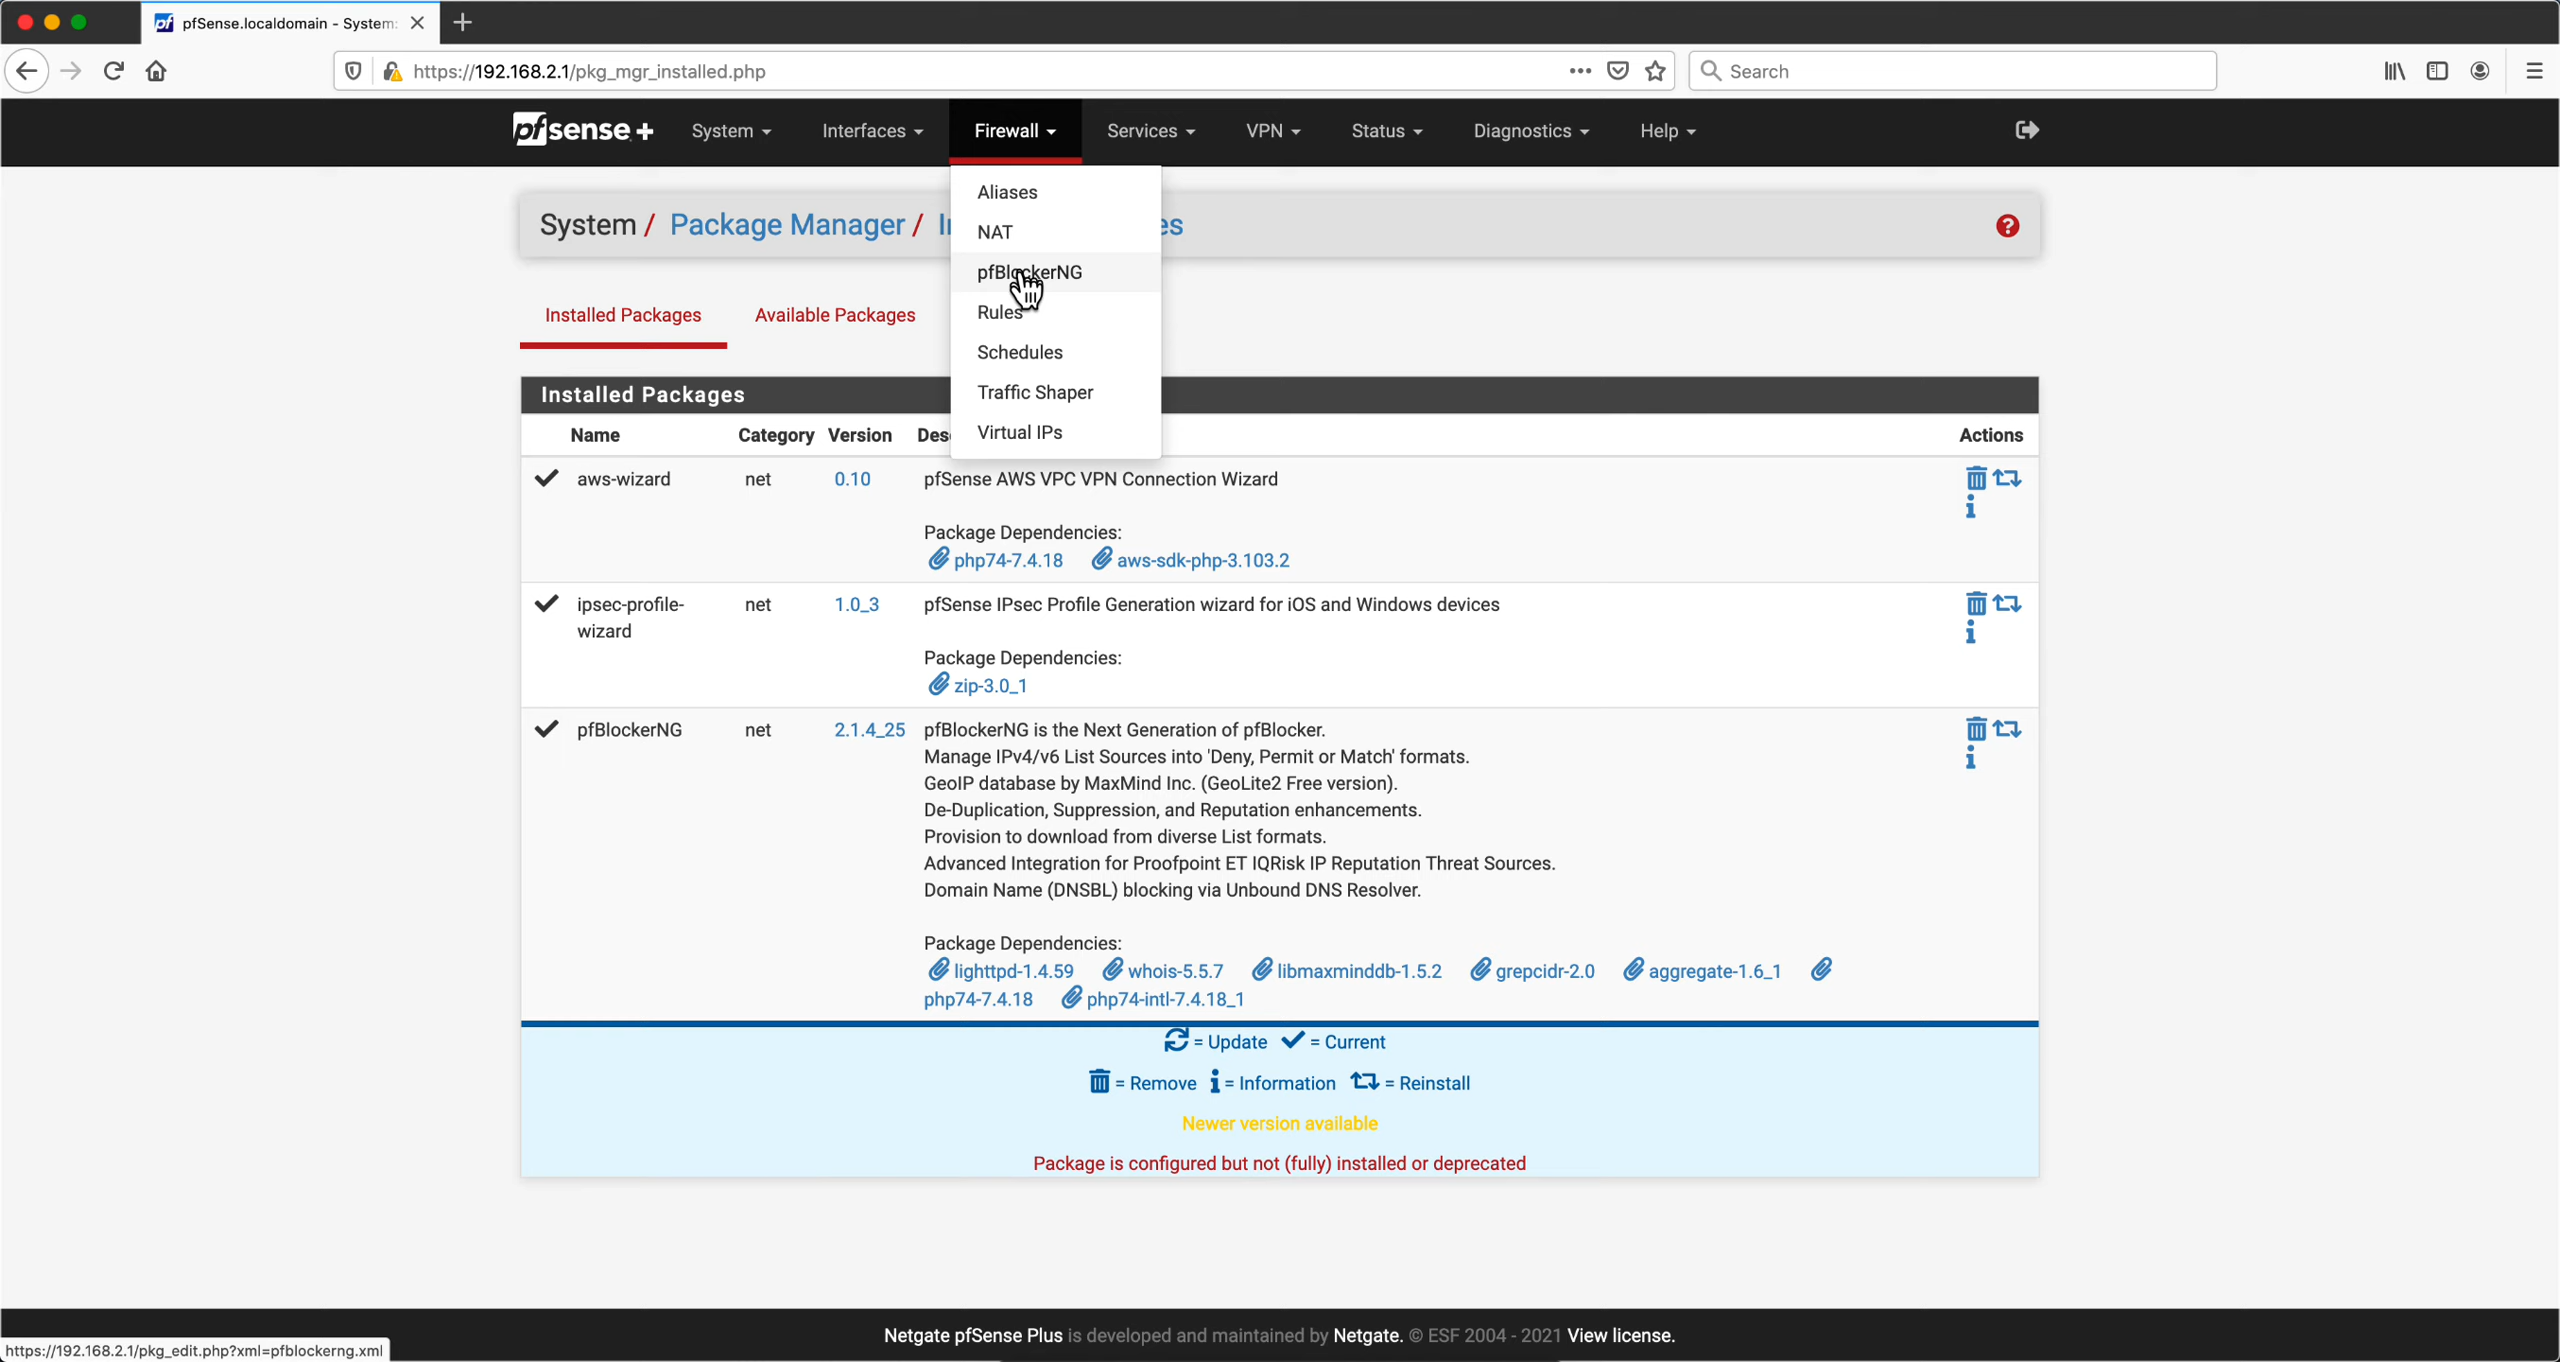 pfSense.localdomain - System:
https://192.168.2.1/pkg_mgr_installed.php
Search
pfsense +
System
Interfaces
Firewall
Services
VPN
Status
Diagnostics
Help
Aliases
NAT
pfBlockerNG
Rules
Schedules
Traffic Shaper
Virtual IPs
System / Package Manager / I es
Installed Packages
Available Packages
Installed Packages
Name Category Version Des Actions
aws-wizard net 0.10 pfSense AWS VPC VPN Connection Wizard
Package Dependencies:
php74-7.4.18 aws-sdk-php-3.103.2
ipsec-profile- net 1.0_3 pfSense IPsec Profile Generation wizard for iOS and Windows devices
wizard
Package Dependencies:
zip-3.0_1
pfBlockerNG net 2.1.4_25 pfBlockerNG is the Next Generation of pfBlocker.
Manage IPv4/v6 List Sources into 'Deny, Permit or Match' formats.
GeoIP database by MaxMind Inc. (GeoLite2 Free version).
De-Duplication, Suppression, and Reputation enhancements.
Provision to download from diverse List formats.
Advanced Integration for Proofpoint ET IQRisk IP Reputation Threat Sources.
Domain Name (DNSBL) blocking via Unbound DNS Resolver.
Package Dependencies:
lighttpd-1.4.59 whois-5.5.7 libmaxminddb-1.5.2 grepcidr-2.0 aggregate-1.6_1
php74-7.4.18 php74-intl-7.4.18_1
= Update = Current
= Remove = Information = Reinstall
Newer version available
Package is configured but not (fully) installed or deprecated
Netgate pfSense Plus is developed and maintained by Netgate. © ESF 2004 - 2021 View license.
https://192.168.2.1/pkg_edit.php?xml=pfblockerng.xml